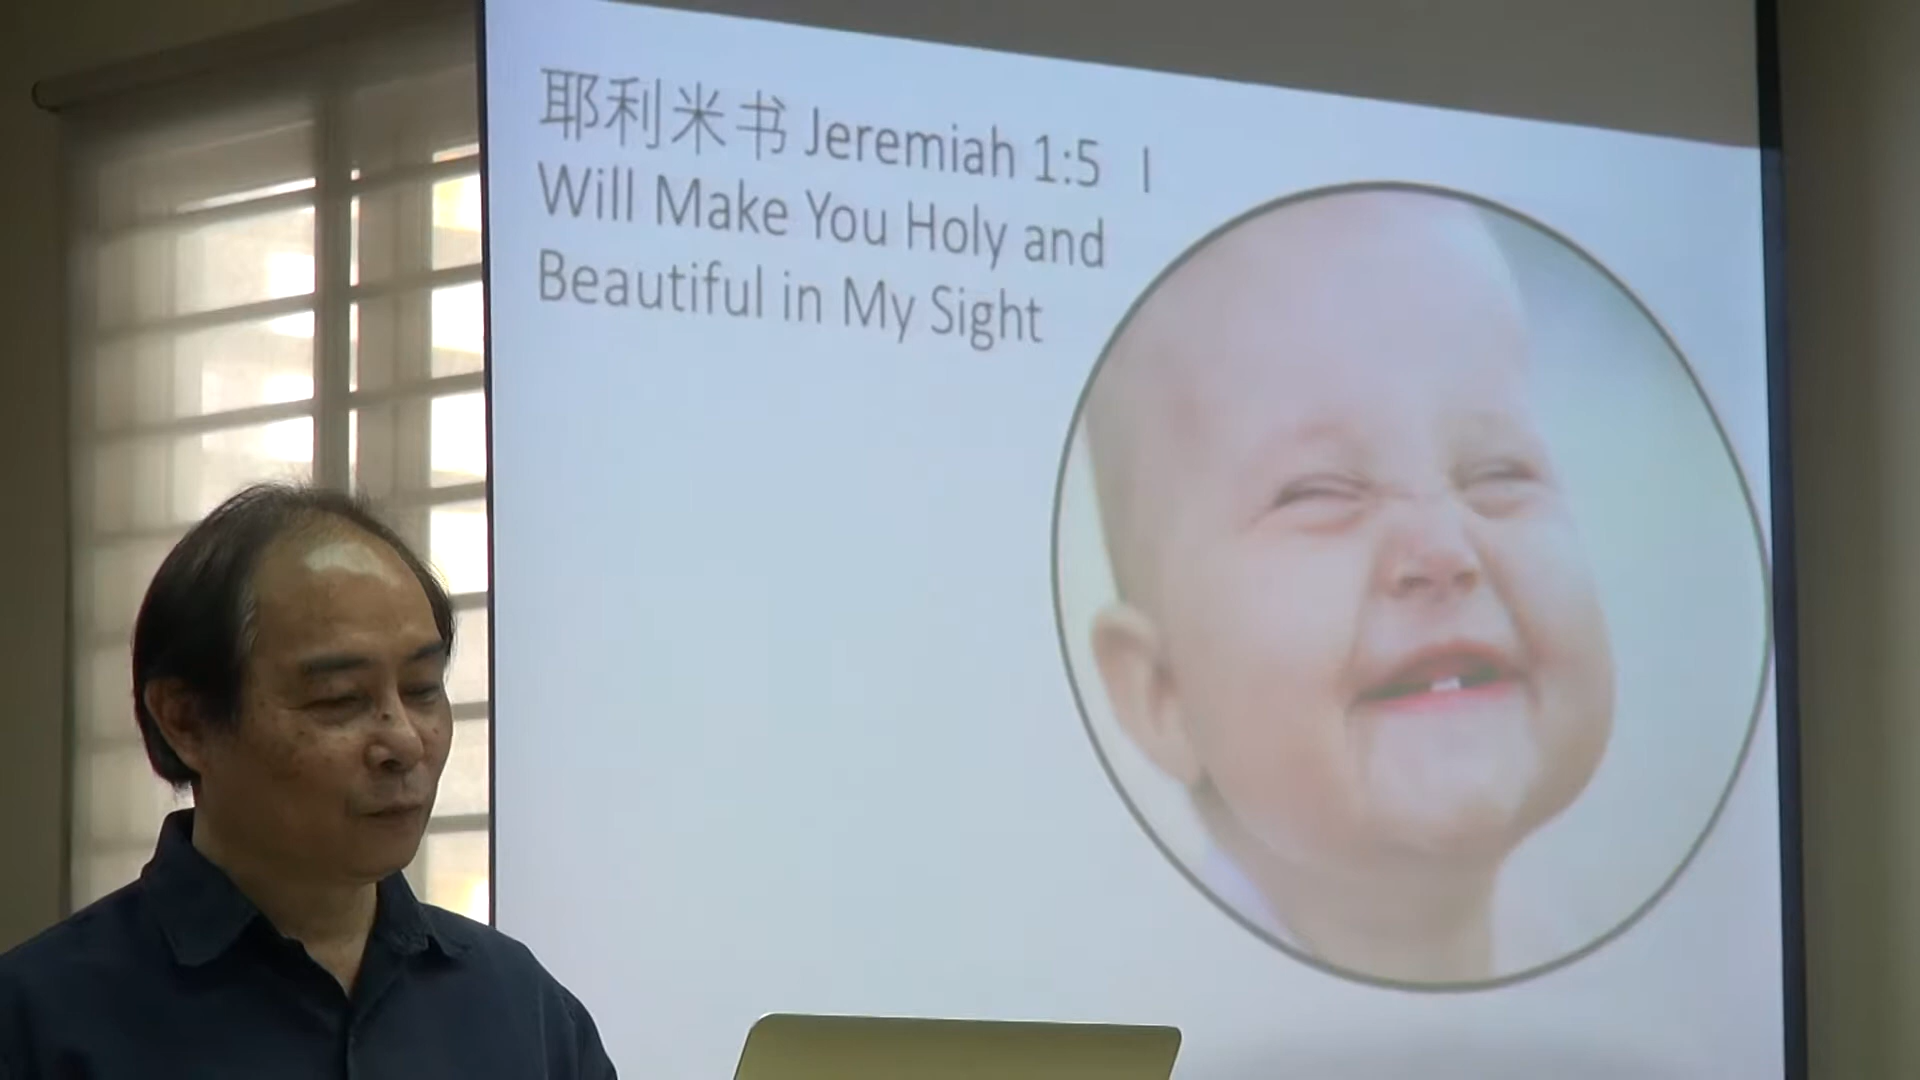 耶利米书 Jeremiah 1:5 I
Will Make You Holy and
Beautiful in My Sight